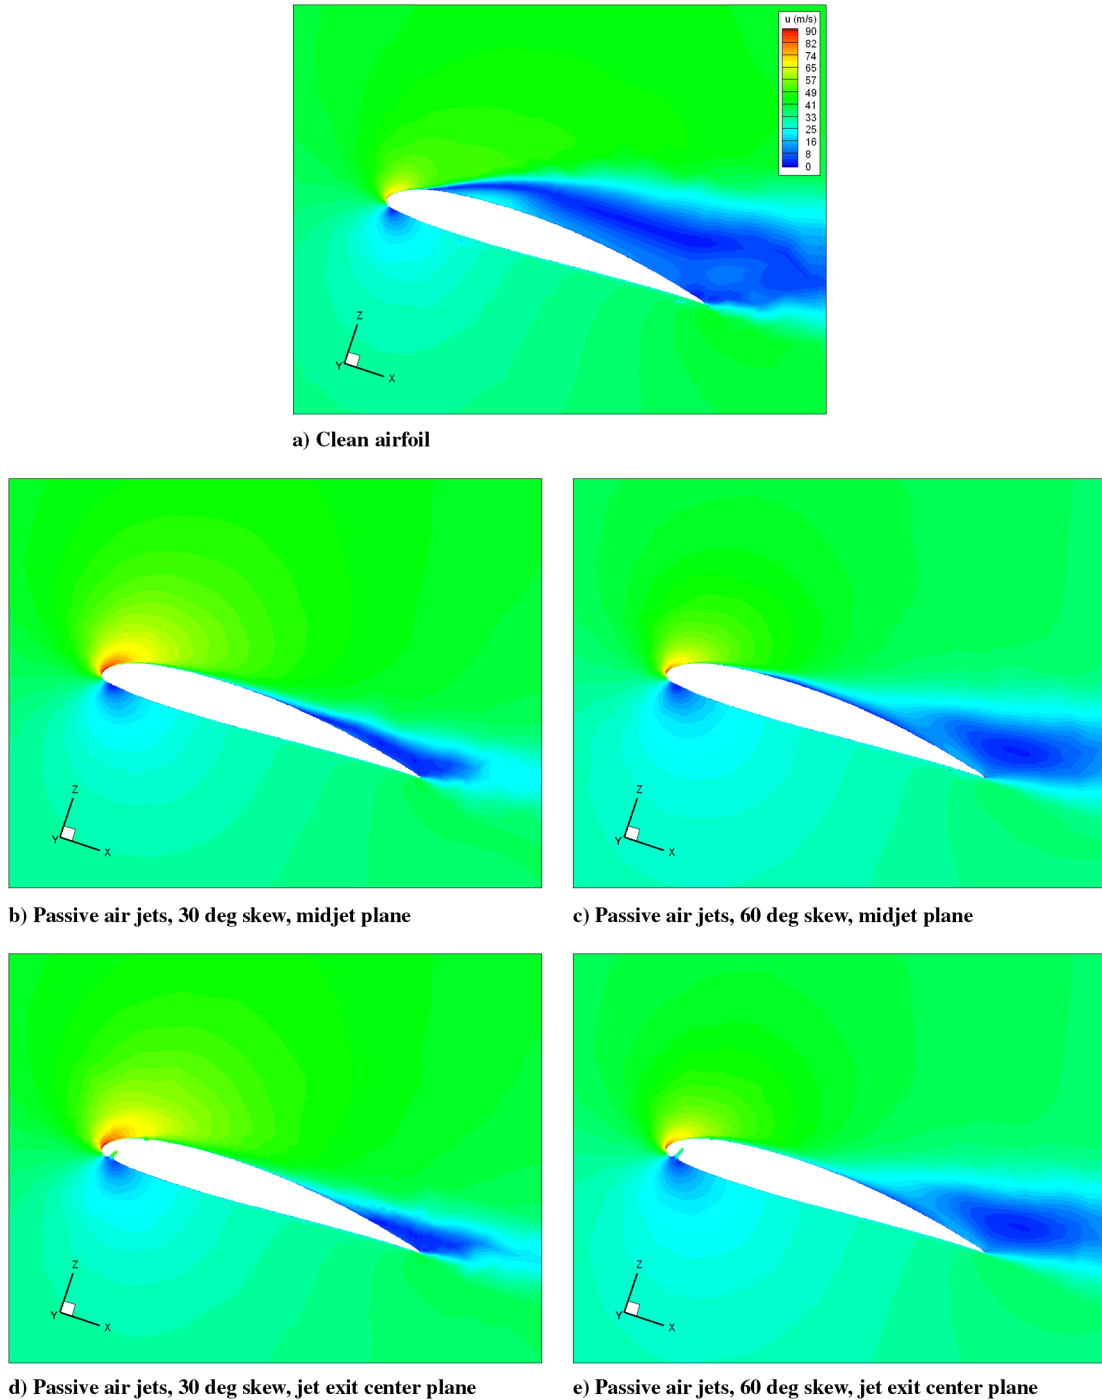 u (m/s)
90
82
74
65
57
49
41
33
25
16
8
0
Z
Y
X
a) Clean airfoil
Z
Y
X
Z
Y
X
b) Passive air jets, 30 deg skew, midjet plane
c) Passive air jets, 60 deg skew, midjet plane
Z
Y
X
Z
Y
X
d) Passive air jets, 30 deg skew, jet exit center plane
e) Passive air jets, 60 deg skew, jet exit center plane